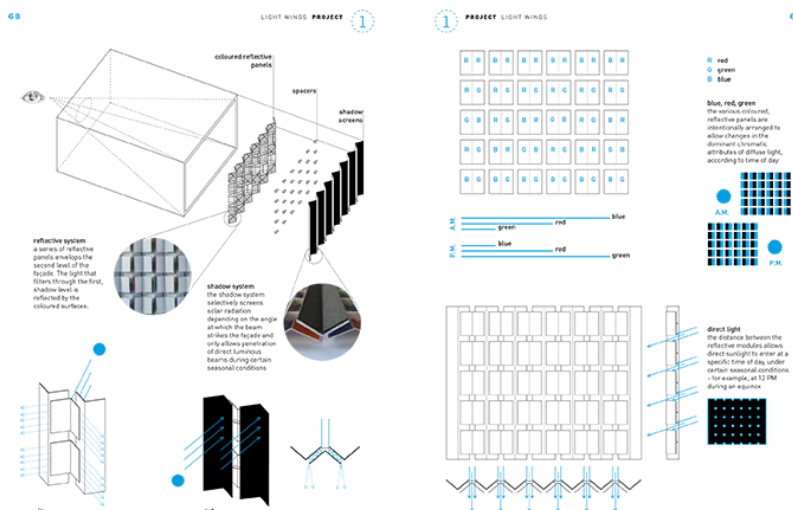 68
LIGHT WINGS PROJECT
1
coloured reflective
panels
spacers
shadow
screens
reflective system
a series of reflective
panels envelops the
second level of the
façade. The light that
filters through the first,
shadow level is
reflected by the
coloured surfaces.
shadow system
the shadow system
selectively screens
solar radiation
depending on the angle
at which the beam
strikes the façade and
only allows penetration
of direct luminous
beams during certain
seasonal conditions
1
PROJECT LIGHT WINGS
6
B R B R B R B R B R B R
R G R G R G R G R G R G
G B G B G B G B G B G B
R G R G B R B R R G R G
B G B G B G B G B G B G
R red
G green
B blue
blue, red, green
the various coloured,
reflective panels are
intentionally arranged to
allow changes in the
dominant chromatic
attributes of diffuse light,
according to time of day
A.M.
P.M.
A.M.
blue
red
green
P.M.
blue
red
green
direct light
the distance between the
reflective modules allows
direct sunlight to enter at a
specific time of day, under
certain seasonal conditions
- for example, at 12 PM
during an equinox